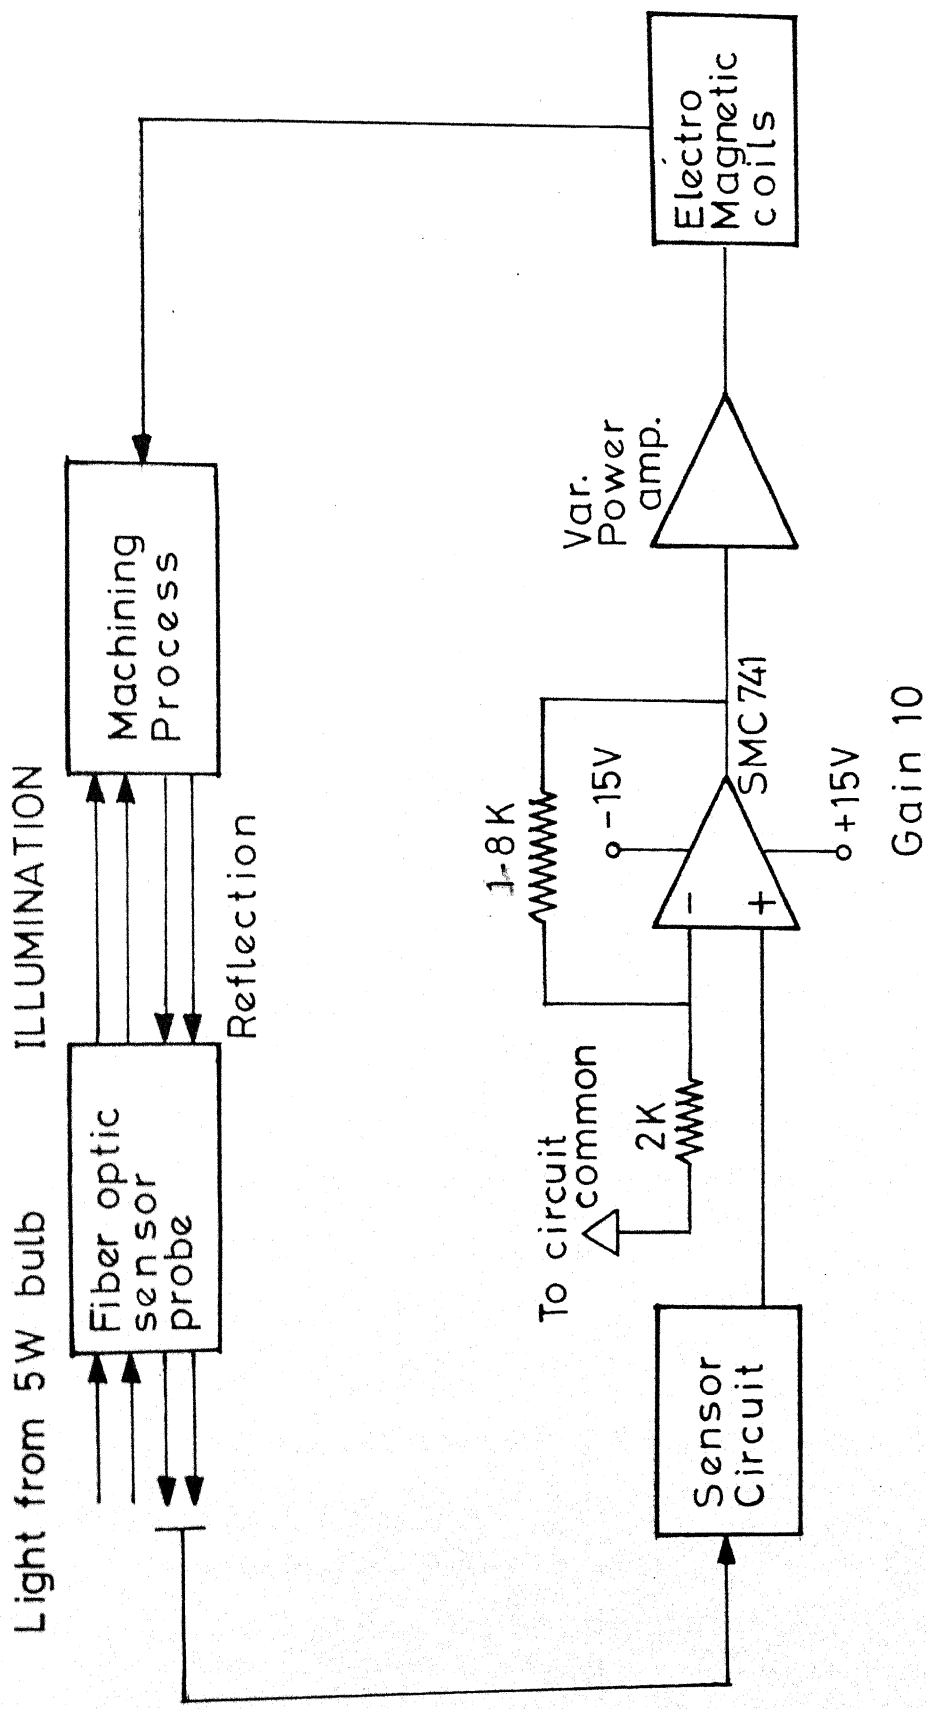 Light from 5W bulb
ILLUMINATION
Fiber optic
sensor
probe
Machining
Process
Reflection
Electro
Magnetic
coils
To circuit
common
2K
1-8K
-15V
Var.
Power
amp.
-
+
SMC 741
+15V
Gain 10
Sensor
Circuit